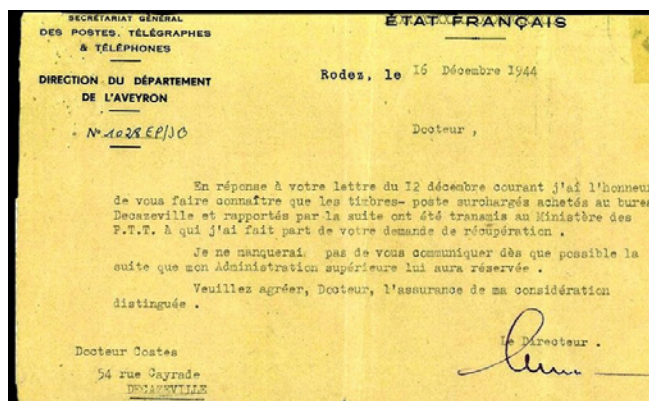 SECRÉTARIAT GÉNÉRAL
DES POSTES, TÉLÉGRAPHES
& TÉLÉPHONES
DIRECTION DU DÉPARTEMENT
DE L'AVEYRON
N° 1028 EP/JO
ÉTAT FRANÇAIS
Rodez, le 16 Décembre 1944
Docteur ,
En réponse à votre lettre du 12 décembre courant j'ai l'honneur
de vous faire connaître que les timbres- poste surchargés achetés au burea
Decazeville et rapportés par la suite ont été transmis au Ministère des
P.T.T. à qui j'ai fait part de votre demande de récupération .
Je ne manquerai pas de vous communiquer dès que possible la
suite que mon Administration supérieure lui aura réservée .
Veuillez agréer, Docteur, l'assurance de ma considération
distinguée .
Le Directeur .
Docteur Costes
54 rue Cayrade
DECAZEVILLE